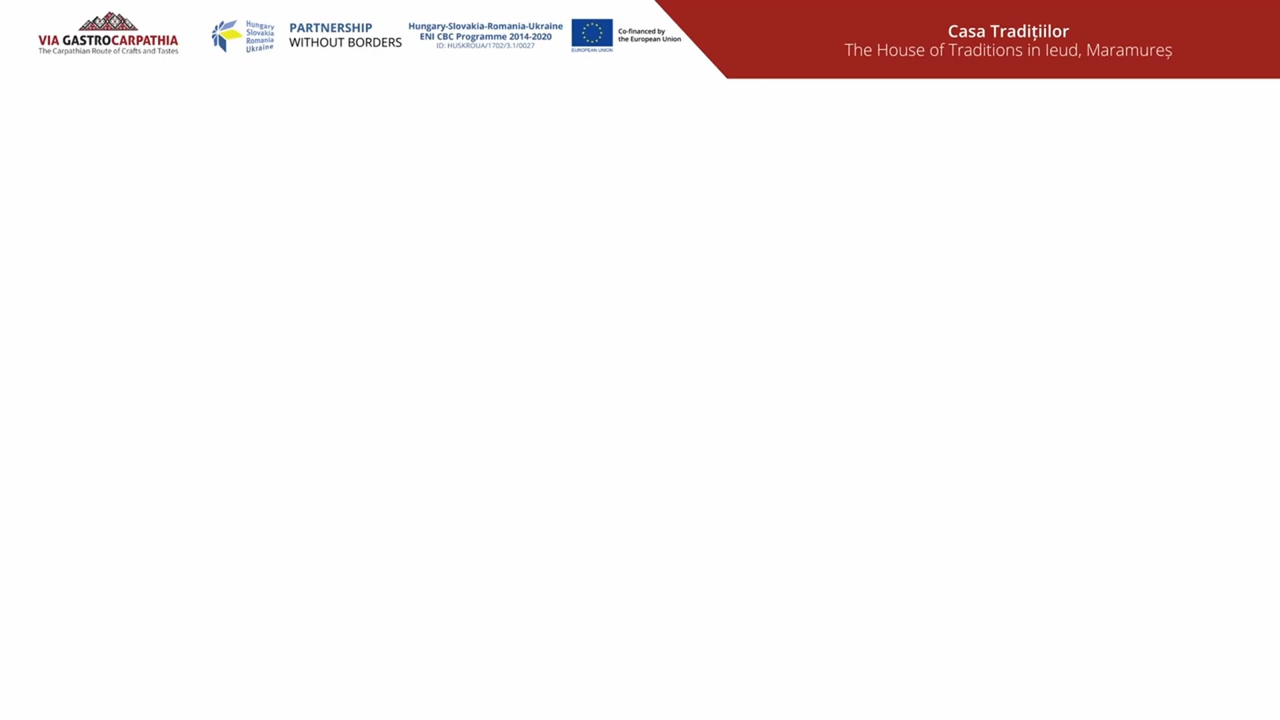 VIA GASTROCARPATHIA
The Carpathian Route of Crafts and Tastes
Hungary
Slovakia
Romania
Ukraine
PARTNERSHIP
WITHOUT BORDERS
Hungary-Slovakia-Romania-Ukraine
ENI CBC Programme 2014-2020
ID: HUSKROUA/1702/3.1/0027
EUROPEAN UNION
Co-financed by
the European Union
Casa Tradițiilor
The House of Traditions in Ieud, Maramureș